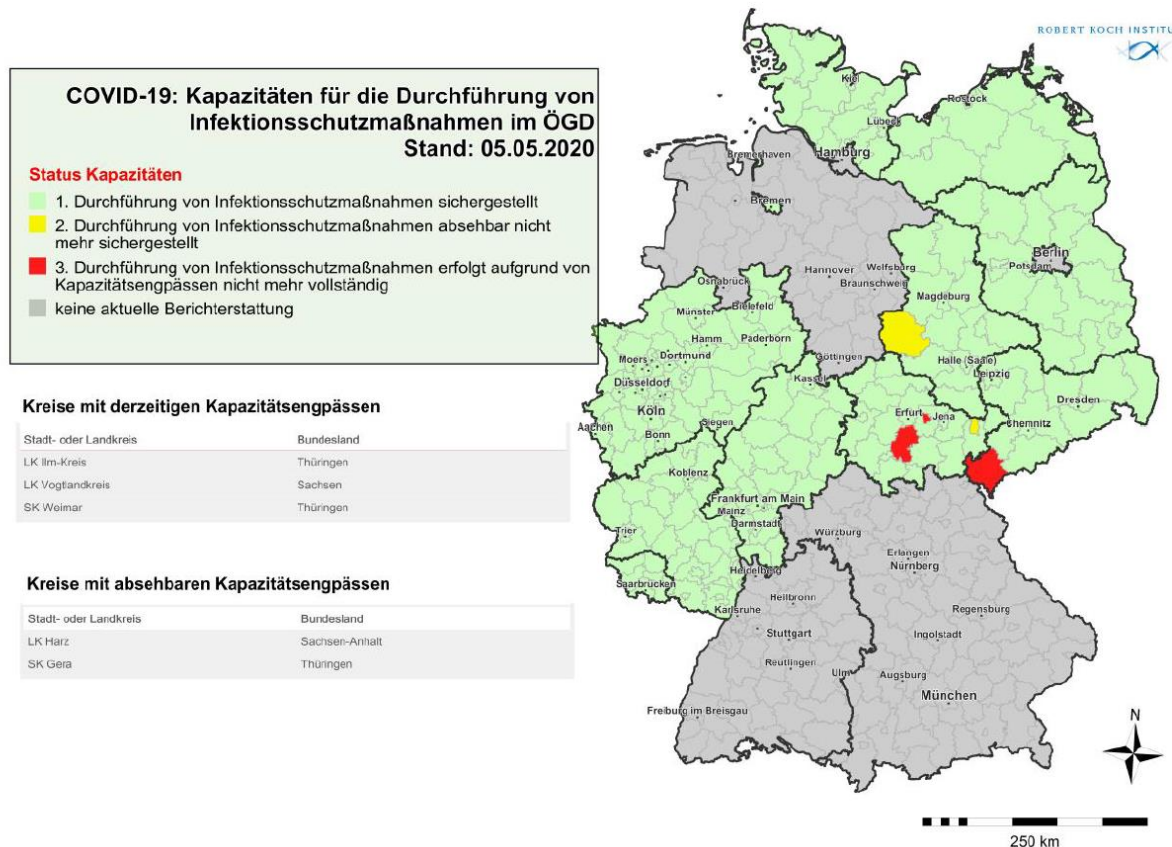 ROBERT KOCH INSTITU
COVID-19: Kapazitäten für die Durchführung von
Infektionsschutzmaßnahmen im ÖGD
Stand: 05.05.2020
Status Kapazitäten
1. Durchführung von Infektionsschutzmaßnahmen sichergestellt
2. Durchführung von Infektionsschutzmaßnahmen absehbar nicht
mehr sichergestellt
3. Durchführung von Infektionsschutzmaßnahmen erfolgt aufgrund von
Kapazitätsengpässen nicht mehr vollständig
keine aktuelle Berichterstattung
Kreise mit derzeitigen Kapazitätsengpässen
Stadt- oder Landkreis Bundesland
LK Ilm-Kreis Thüringen
LK Vogtlandkreis Sachsen
SK Weimar Thüringen
Kreise mit absehbaren Kapazitätsengpässen
Stadt- oder Landkreis Bundesland
LK Harz Sachsen-Anhalt
SK Gera Thüringen
Kiel
Rostock
Lübeck
Hamburg
Bremerhaven
Bremen
Berlin
Potsdam
Hannover
Wolfsburg
Braunschweig
Osnabrück
Magdeburg
Bielefeld
Münster
Hamm
Paderborn
Göttingen
Halle (Saale)
Leipzig
Moers
Dortmund
Kassel
Düsseldorf
Dresden
Köln
Erfurt
Jena
Chemnitz
Aachen
Siegen
Bonn
Koblenz
Frankfurt am Main
Mainz
Darmstadt
Trier
Würzburg
Erlangen
Nürnberg
Saarbrücken
Heidelberg
Heilbronn
Karlsruhe
Regensburg
Stuttgart
Ingolstadt
Reutlingen
Ulm
Augsburg
München
Freiburg im Breisgau
N
250 km